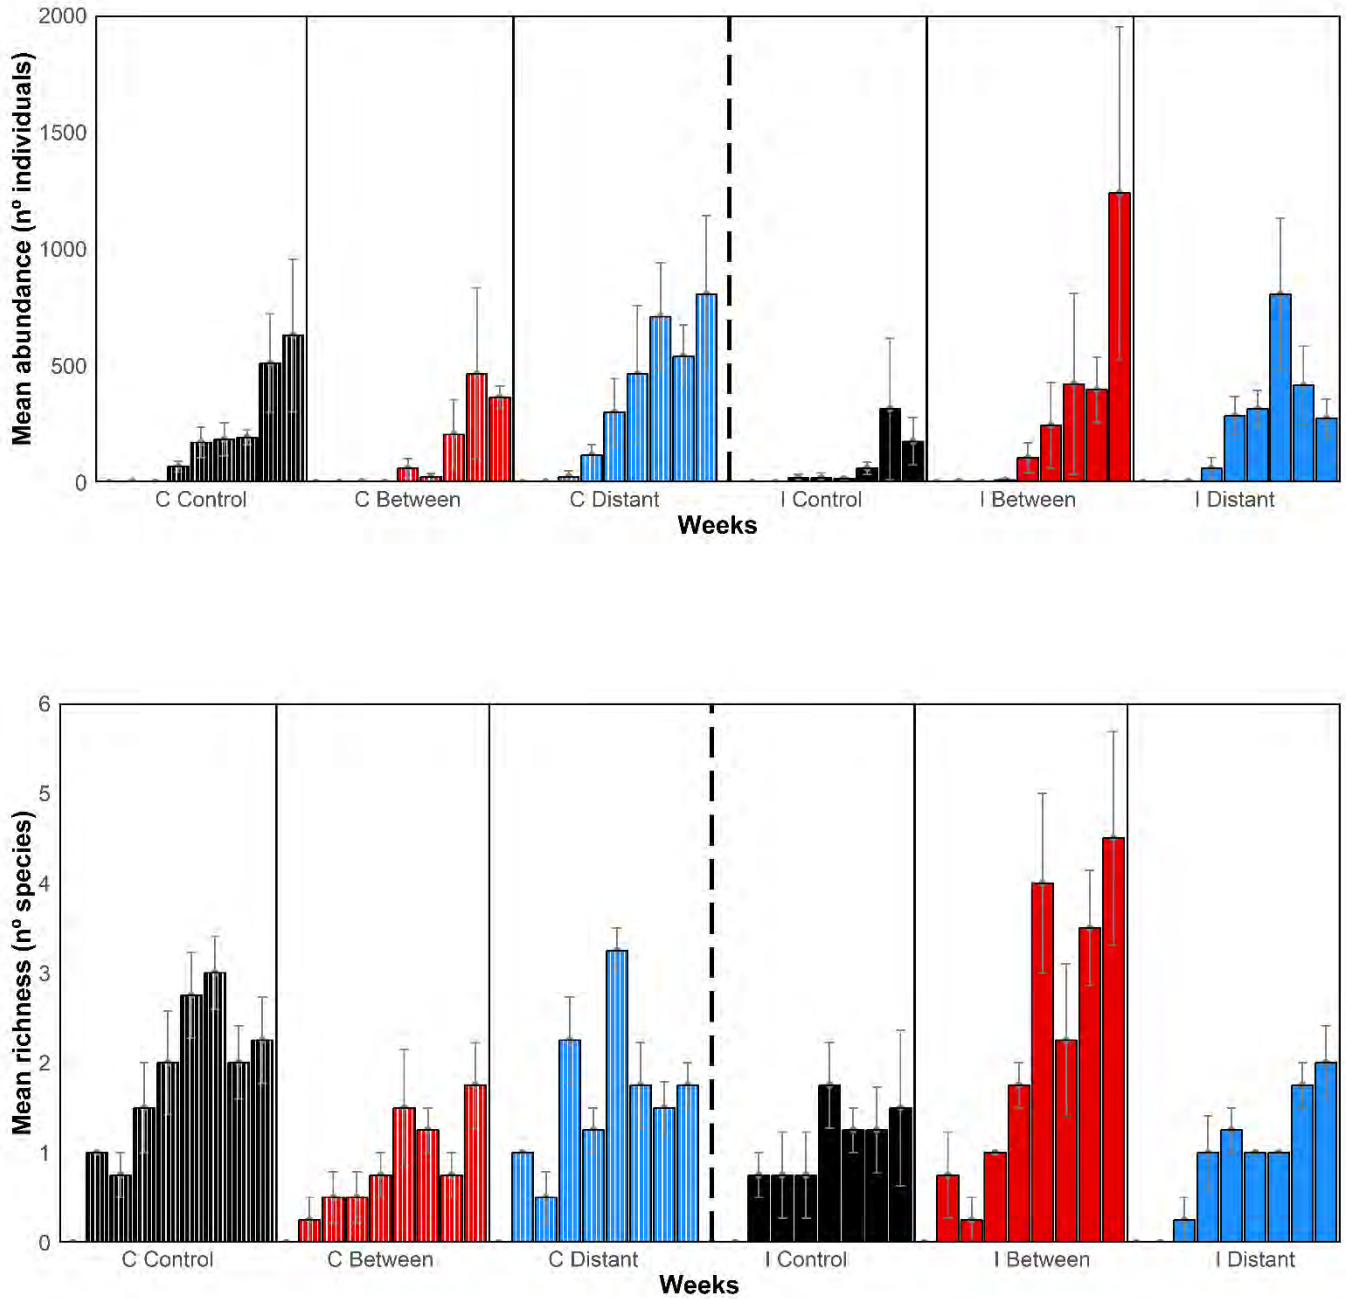 Mean abundance (nº individuals)
2000
1500
1000
500
0
C Control C Between C Distant I Control I Between I Distant
Weeks
Mean richness (nº species)
6
5
4
3
2
1
0
C Control C Between C Distant I Control I Between I Distant
Weeks